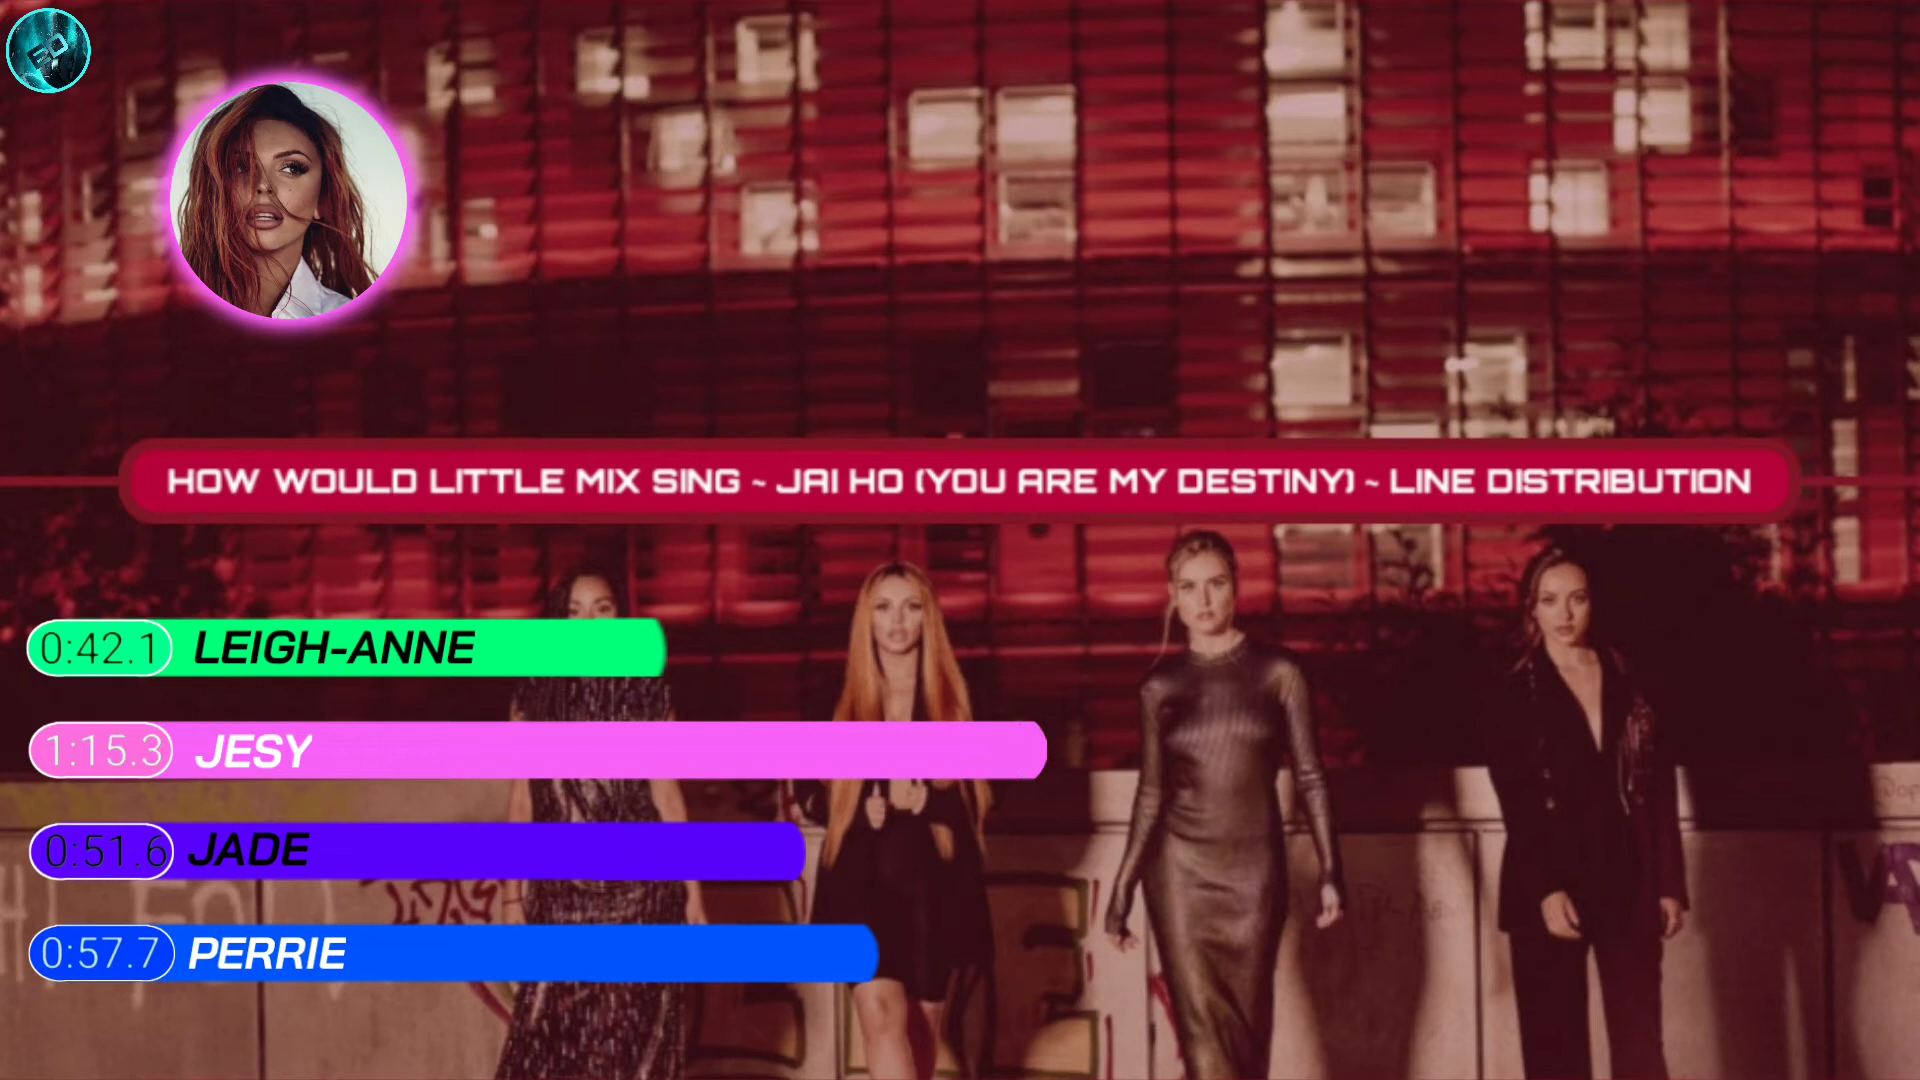 HOW WOULD LITTLE MIX SING ~ JAI HO (YOU ARE MY DESTINY) ~ LINE DISTRIBUTION
0:42.1 LEIGH-ANNE
1:15.3 JESY
0:51.6 JADE
0:57.7 PERRIE